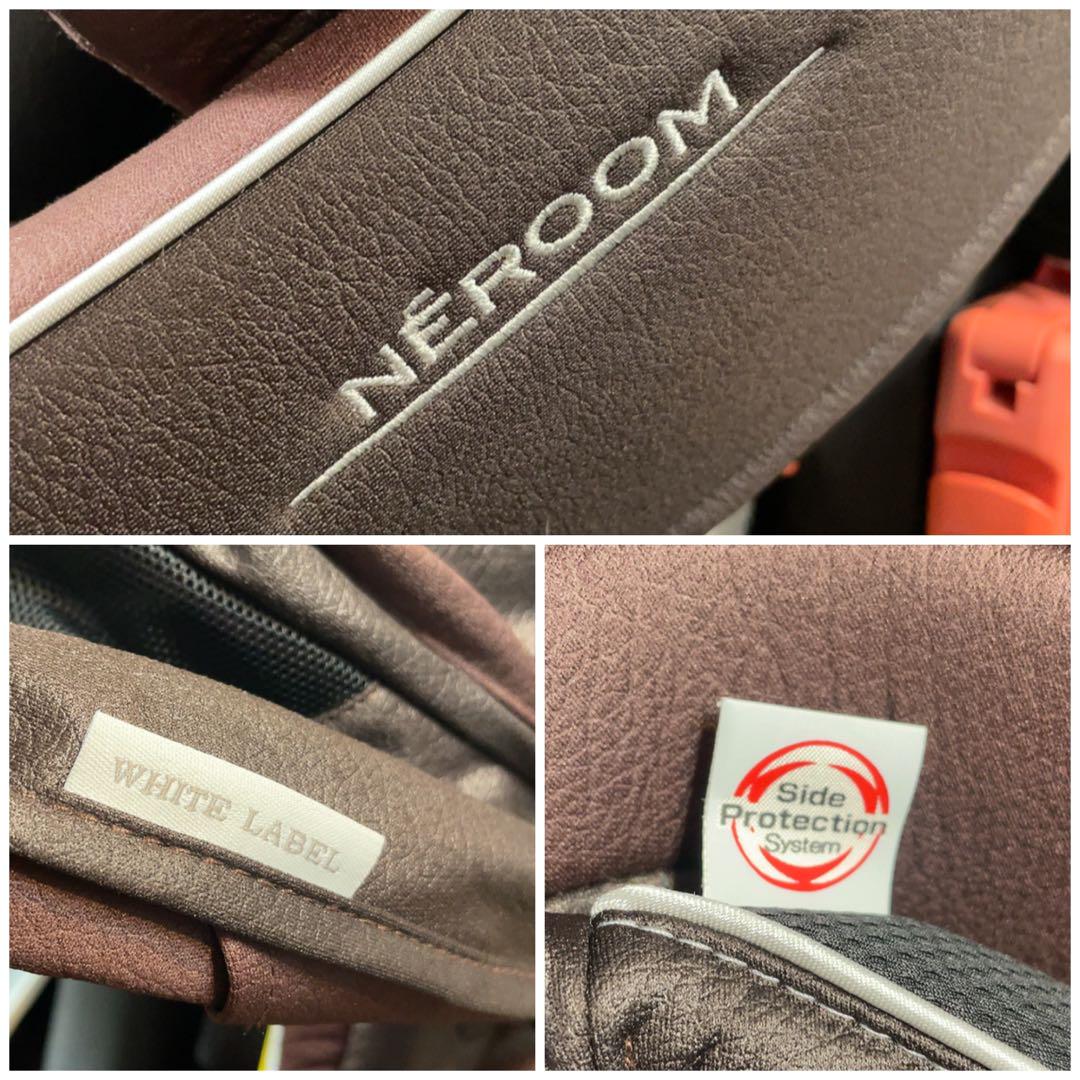 NÉROOM
WHITE LABEL
Side
Protection
System